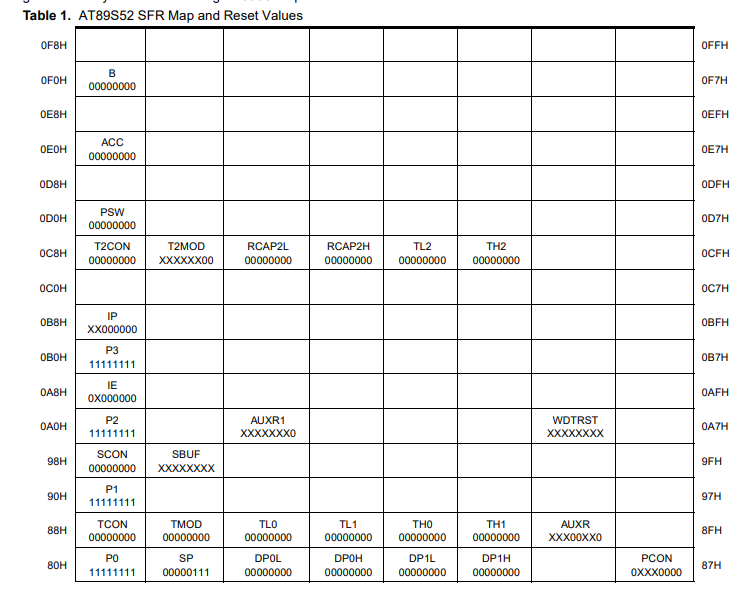 Table 1. AT89S52 SFR Map and Reset Values
0F8H 0FFH
0F0H B 0F7H
00000000
0E8H 0EFH
0E0H ACC 0E7H
00000000
0D8H 0DFH
0D0H PSW 0D7H
00000000
0C8H T2CON T2MOD RCAP2L RCAP2H TL2 TH2 0CFH
00000000 XXXXXX00 00000000 00000000 00000000 00000000
0C0H 0C7H
0B8H IP 0BFH
XX000000
0B0H P3 0B7H
11111111
0A8H IE 0AFH
0X000000
0A0H P2 AUXR1 WDTRST 0A7H
11111111 XXXXXXX0 XXXXXXXX
98H SCON SBUF 9FH
00000000 XXXXXXXX
90H P1 97H
11111111
88H TCON TMOD TL0 TL1 TH0 TH1 AUXR 8FH
00000000 00000000 00000000 00000000 00000000 00000000 XXX00XX0
80H P0 SP DP0L DP0H DP1L DP1H PCON 87H
11111111 00000111 00000000 00000000 00000000 00000000 0XXX0000